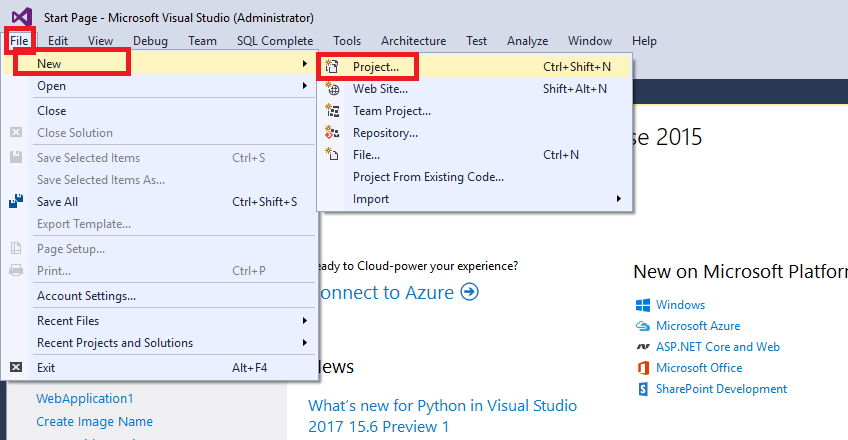 Start Page - Microsoft Visual Studio (Administrator)
File Edit View Debug Team SQL Complete Tools Architecture Test Analyze Window Help
New
Open
Close
Close Solution
Save Selected Items Ctrl+S
Save Selected Items As...
Save All Ctrl+Shift+S
Export Template...
Page Setup...
Print... Ctrl+P
Account Settings...
Recent Files
Recent Projects and Solutions
Exit Alt+F4
Project... Ctrl+Shift+N
Web Site... Shift+Alt+N
Team Project...
Repository...
File... Ctrl+N
Project From Existing Code...
Import
se 2015
eady to Cloud-power your experience?
onnect to Azure
News
What's new for Python in Visual Studio
2017 15.6 Preview 1
New on Microsoft Platfor
Windows
Microsoft Azure
ASP.NET Core and Web
Microsoft Office
SharePoint Development
WebApplication1
Create Image Name